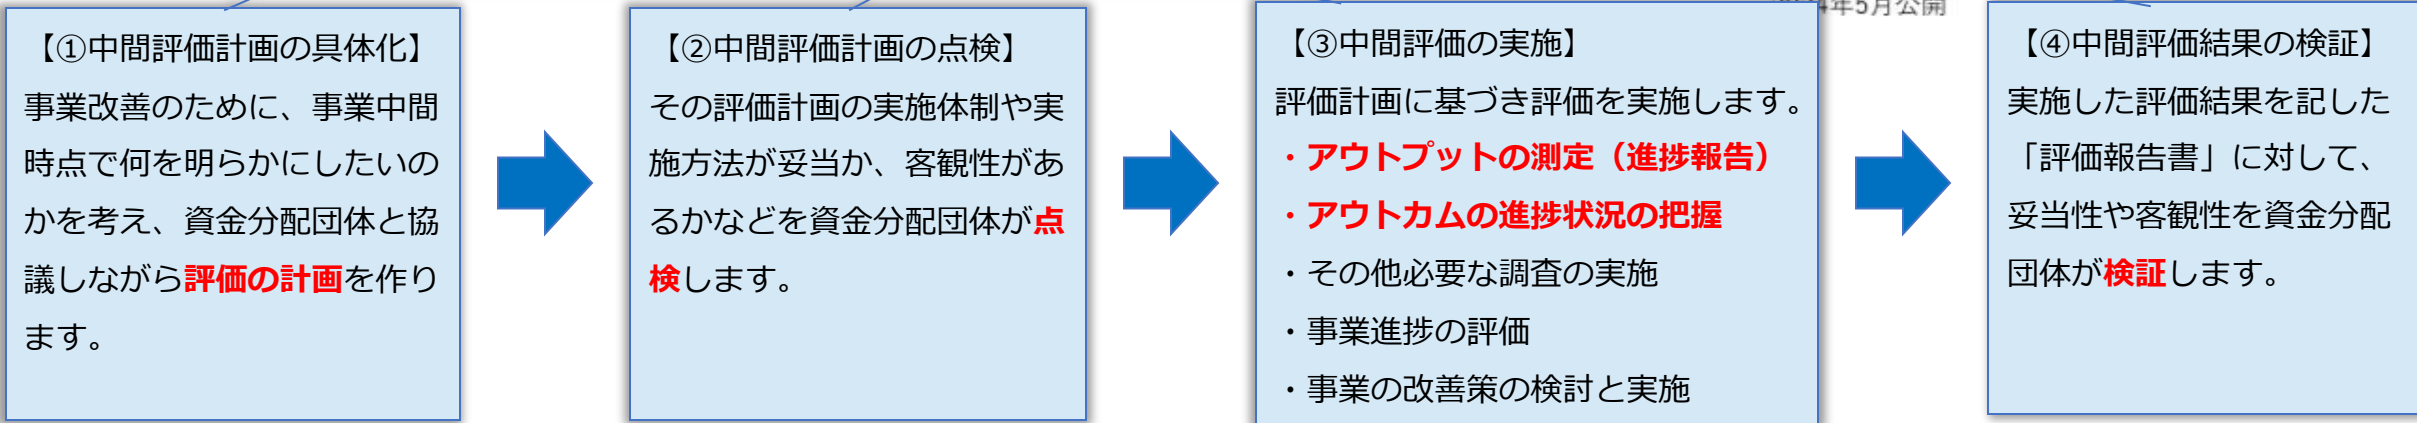 4年5月公開
【①中間評価計画の具体化】
事業改善のために、事業中間
時点で何を明らかにしたいの
かを考え、資金分配団体と協
議しながら評価の計画を作り
ます。
【②中間評価計画の点検】
その評価計画の実施体制や実
施方法が妥当か、客観性があ
るかなどを資金分配団体が点
検します。
【③中間評価の実施】
評価計画に基づき評価を実施します。
・アウトプットの測定（進捗報告）
・アウトカムの進捗状況の把握
・その他必要な調査の実施
・事業進捗の評価
・事業の改善策の検討と実施
【④中間評価結果の検証】
実施した評価結果を記した
「評価報告書」に対して、
妥当性や客観性を資金分配
団体が検証します。